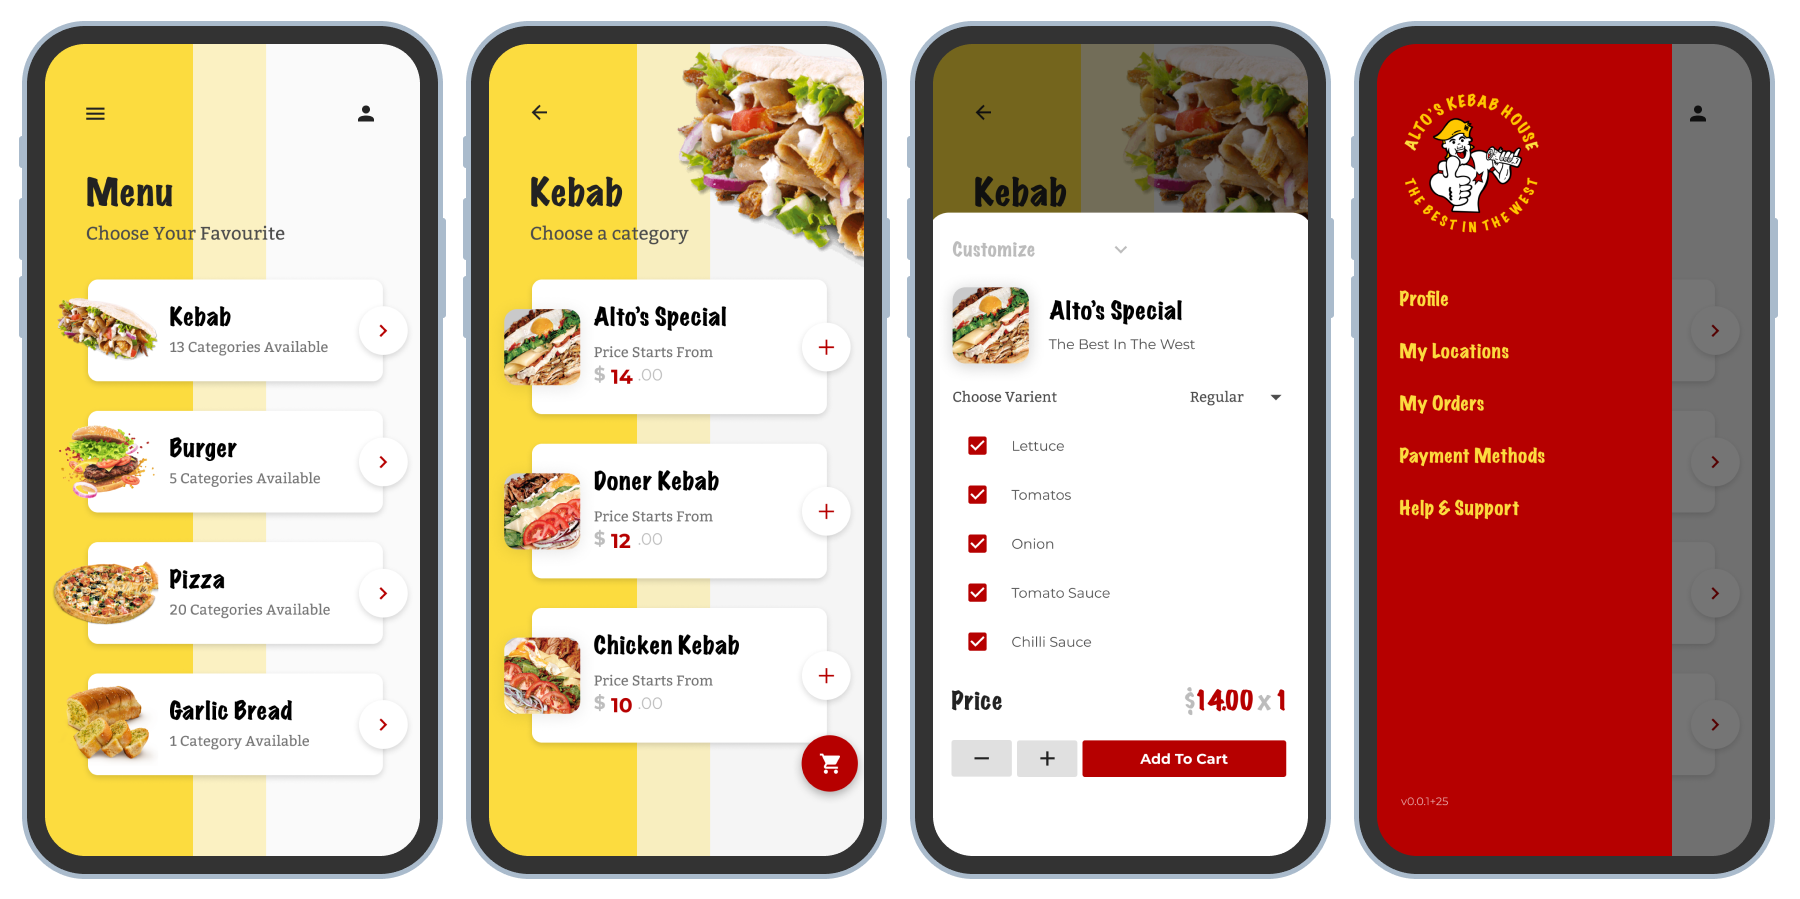 Menu
Choose Your Favourite
Kebab
13 Categories Available
Burger
5 Categories Available
Pizza
20 Categories Available
Garlic Bread
1 Category Available
Kebab
Choose a category
Alto's Special
Price Starts From
$ 14 .00
Doner Kebab
Price Starts From
$ 12 .00
Chicken Kebab
Price Starts From
$ 10 .00
Kebab
Customize
Alto's Special
The Best In The West
Choose Varient Regular
Lettuce
Tomatos
Onion
Tomato Sauce
Chilli Sauce
Price $14.00 x 1
Add To Cart
ALTO'S KEBAB HOUSE
THE BEST IN THE WEST
Profile
My Locations
My Orders
Payment Methods
Help & Support
v0.0.1+25